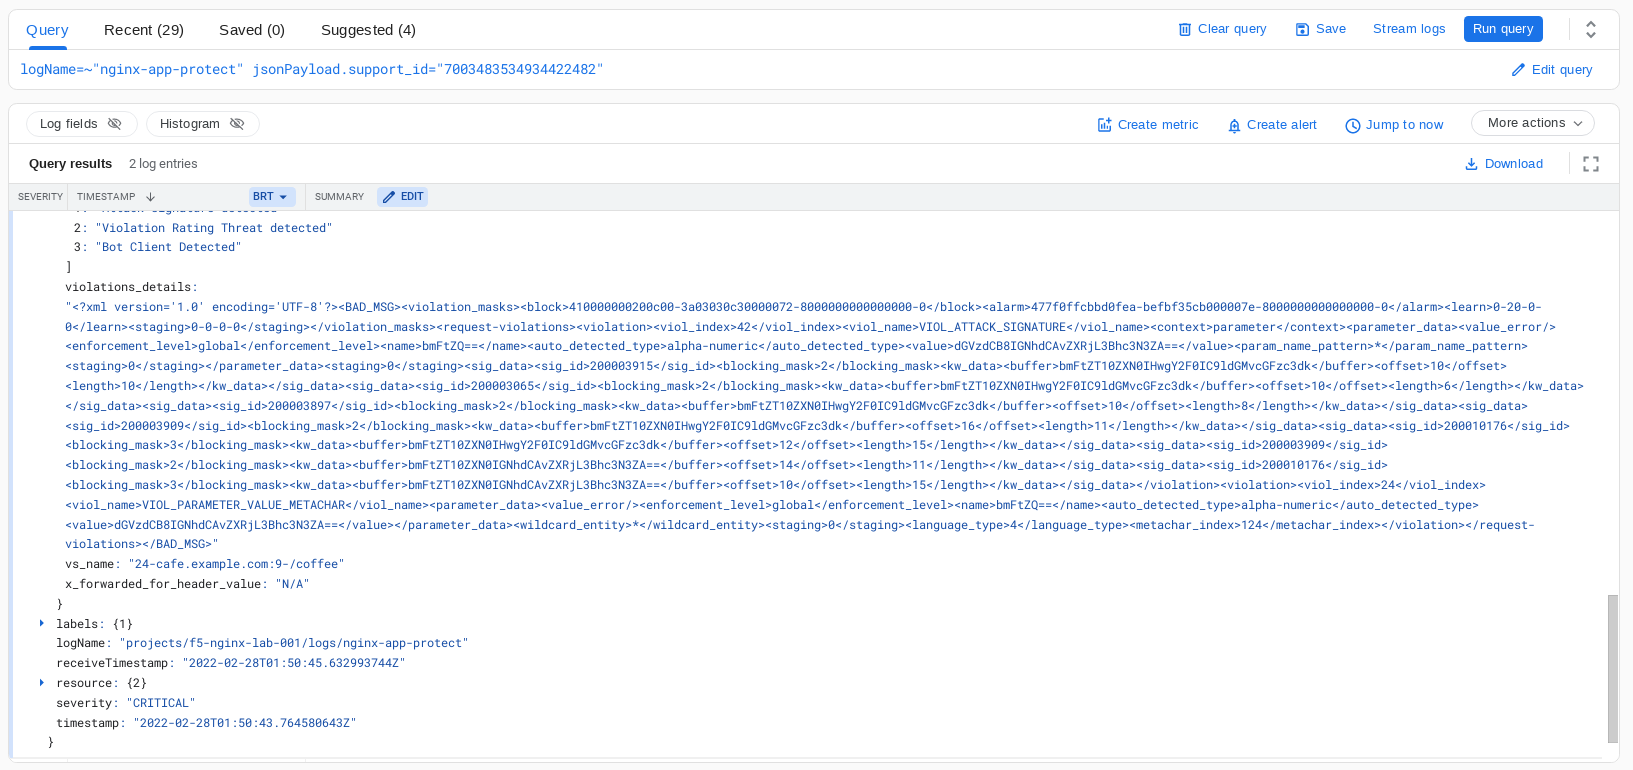 Query Recent (29) Saved (0) Suggested (4) Clear query Save Stream logs Run query
logName=~"nginx-app-protect" jsonPayload.support_id="7003483534934422482" Edit query
Log fields Histogram Create metric Create alert Jump to now More actions
Query results 2 log entries Download
SEVERITY TIMESTAMP BRT SUMMARY EDIT
2: "Violation Rating Threat detected"
3: "Bot Client Detected"
]
violations_details:
"<?xml version='1.0' encoding='UTF-8'?><BAD_MSG><violation_masks><block>410000000200c00-3a03030c30000072-8000000000000000-0</block><alarm>477f0ffcbbd0fea-befbf35cb000007e-8000000000000000-0</alarm><learn>0-20-0-
0</learn><staging>0-0-0-0</staging></violation_masks><request-violations><violation><viol_index>42</viol_index><viol_name>VIOL_ATTACK_SIGNATURE</viol_name><context>parameter</context><parameter_data><value_error/>
<enforcement_level>global</enforcement_level><name>bmFtZQ==</name><auto_detected_type>alpha-numeric</auto_detected_type><value>dGVzdCB8IGNhdCAvZXRjL3Bhc3N3ZA==</value><param_name_pattern>*</param_name_pattern>
<staging>0</staging></parameter_data><staging>0</staging><sig_data><sig_id>200003915</sig_id><blocking_mask>2</blocking_mask><kw_data><buffer>bmFtZT10ZXN0IHwgY2F0IC9ldGMvcGFzc3dk</buffer><offset>10</offset>
<length>10</length></kw_data></sig_data><sig_data><sig_id>200003065</sig_id><blocking_mask>2</blocking_mask><kw_data><buffer>bmFtZT10ZXN0IHwgY2F0IC9ldGMvcGFzc3dk</buffer><offset>10</offset><length>6</length></kw_data>
</sig_data><sig_data><sig_id>200003897</sig_id><blocking_mask>2</blocking_mask><kw_data><buffer>bmFtZT10ZXN0IHwgY2F0IC9ldGMvcGFzc3dk</buffer><offset>10</offset><length>8</length></kw_data></sig_data><sig_data>
<sig_id>200003909</sig_id><blocking_mask>2</blocking_mask><kw_data><buffer>bmFtZT10ZXN0IHwgY2F0IC9ldGMvcGFzc3dk</buffer><offset>16</offset><length>11</length></kw_data></sig_data><sig_data><sig_id>200010176</sig_id>
<blocking_mask>3</blocking_mask><kw_data><buffer>bmFtZT10ZXN0IHwgY2F0IC9ldGMvcGFzc3dk</buffer><offset>12</offset><length>15</length></kw_data></sig_data><sig_data><sig_id>200003909</sig_id>
<blocking_mask>2</blocking_mask><kw_data><buffer>bmFtZT10ZXN0IGNhdCAvZXRjL3Bhc3N3ZA==</buffer><offset>14</offset><length>11</length></kw_data></sig_data><sig_data><sig_id>200010176</sig_id>
<blocking_mask>3</blocking_mask><kw_data><buffer>bmFtZT10ZXN0IGNhdCAvZXRjL3Bhc3N3ZA==</buffer><offset>10</offset><length>15</length></kw_data></sig_data></violation><violation><viol_index>24</viol_index>
<viol_name>VIOL_PARAMETER_VALUE_METACHAR</viol_name><parameter_data><value_error/><enforcement_level>global</enforcement_level><name>bmFtZQ==</name><auto_detected_type>alpha-numeric</auto_detected_type>
<value>dGVzdCB8IGNhdCAvZXRjL3Bhc3N3ZA==</value></parameter_data><wildcard_entity>*</wildcard_entity><staging>0</staging><language_type>4</language_type><metachar_index>124</metachar_index></violation></request-
violations></BAD_MSG>"
vs_name: "24-cafe.example.com:9-/coffee"
x_forwarded_for_header_value: "N/A"
}
labels: {1}
logName: "projects/f5-nginx-lab-001/logs/nginx-app-protect"
receiveTimestamp: "2022-02-28T01:50:45.632993744Z"
resource: {2}
severity: "CRITICAL"
timestamp: "2022-02-28T01:50:43.764580643Z"
}